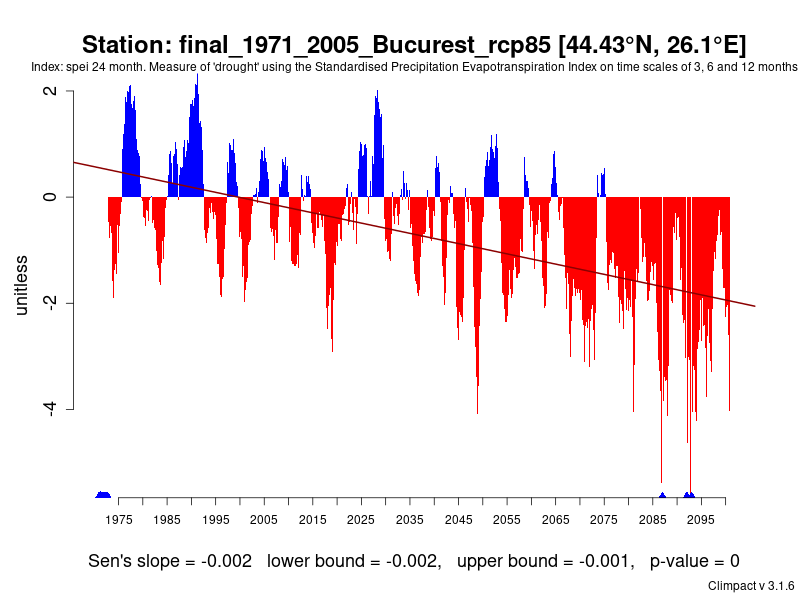 Station: final_1971_2005_Bucurest_rcp85 [44.43°N, 26.1°E]
Index: spei 24 month. Measure of 'drought' using the Standardised Precipitation Evapotranspiration Index on time scales of 3, 6 and 12 months
2
0
-2
-4
unitless
1975 1985 1995 2005 2015 2025 2035 2045 2055 2065 2075 2085 2095
Sen's slope = -0.002 lower bound = -0.002, upper bound = -0.001, p-value = 0
Climpact v 3.1.6